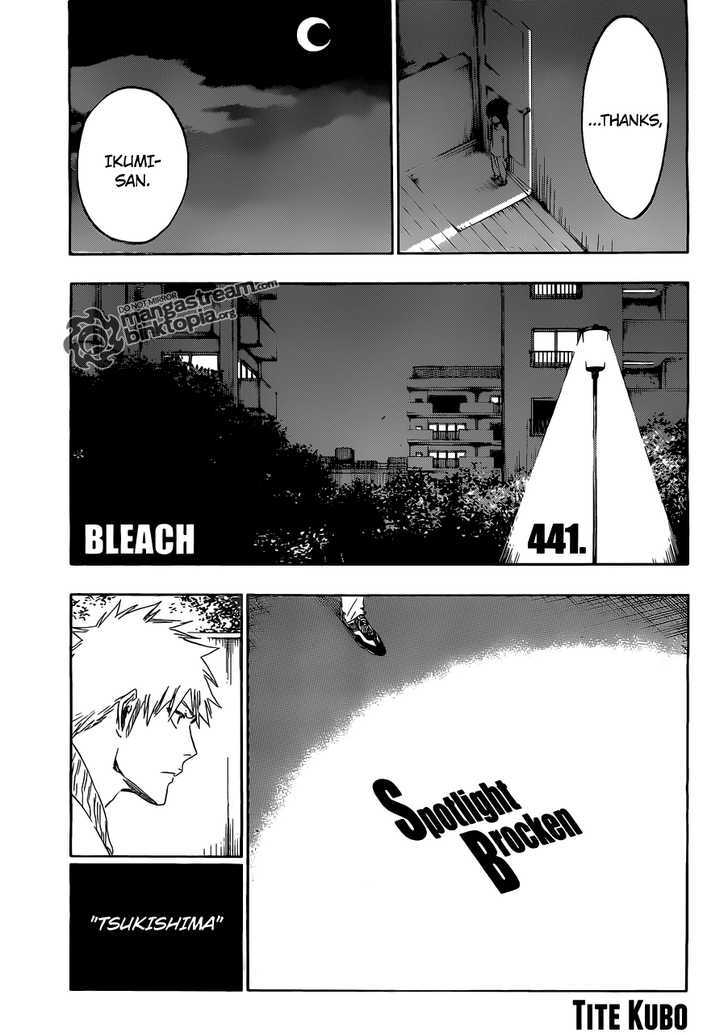 ...THANKS,
IKUMI-
SAN.
DO NOT MIRROR
mangastream.com
binktopia.org
BLEACH
441.
Spotlight
Brocken
"TSUKISHIMA"
TITE KUBO